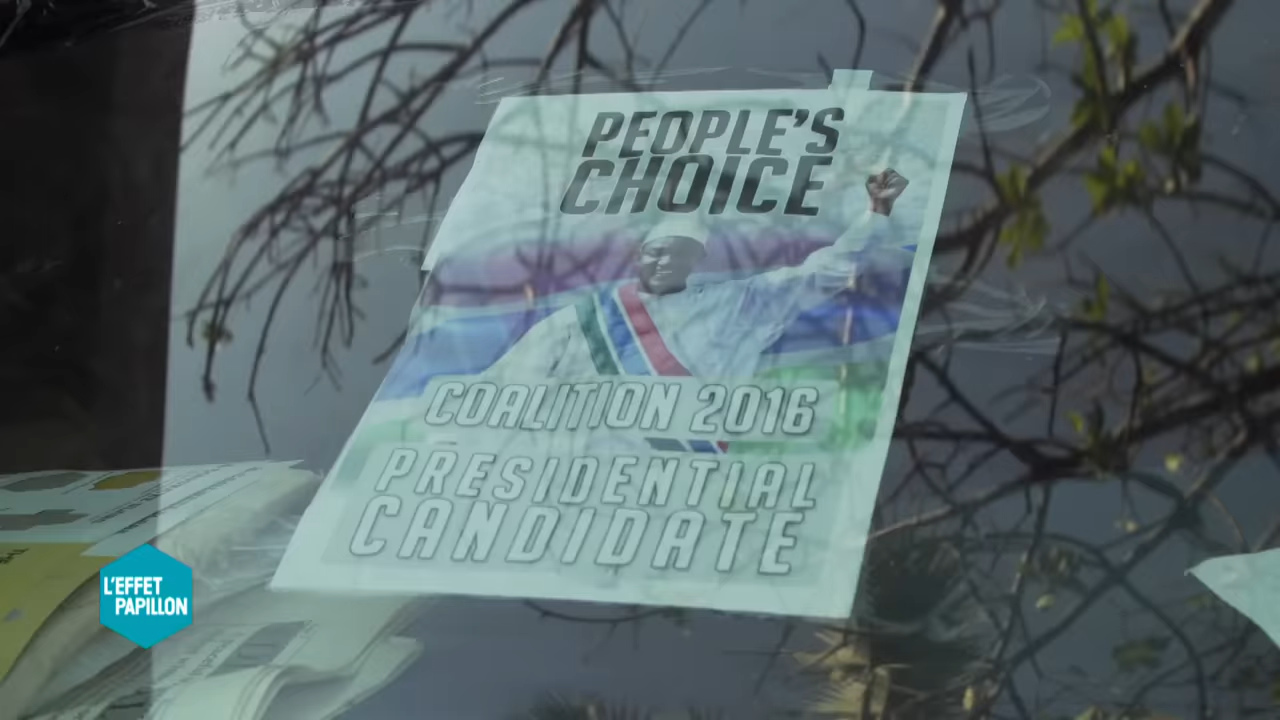 PEOPLE'S
CHOICE
COALITION 2016
PRESIDENTIAL
CANDIDATE
L'EFFET
PAPILLON